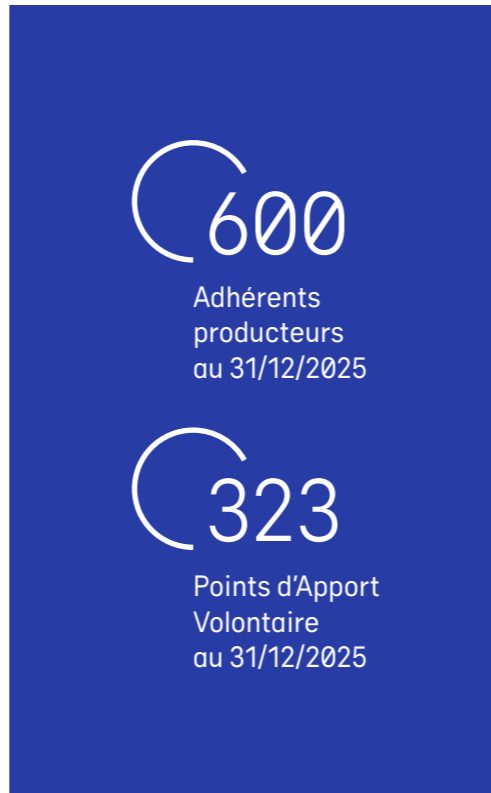 600
Adhérents
producteurs
au 31/12/2025
323
Points d’Apport
Volontaire
au 31/12/2025